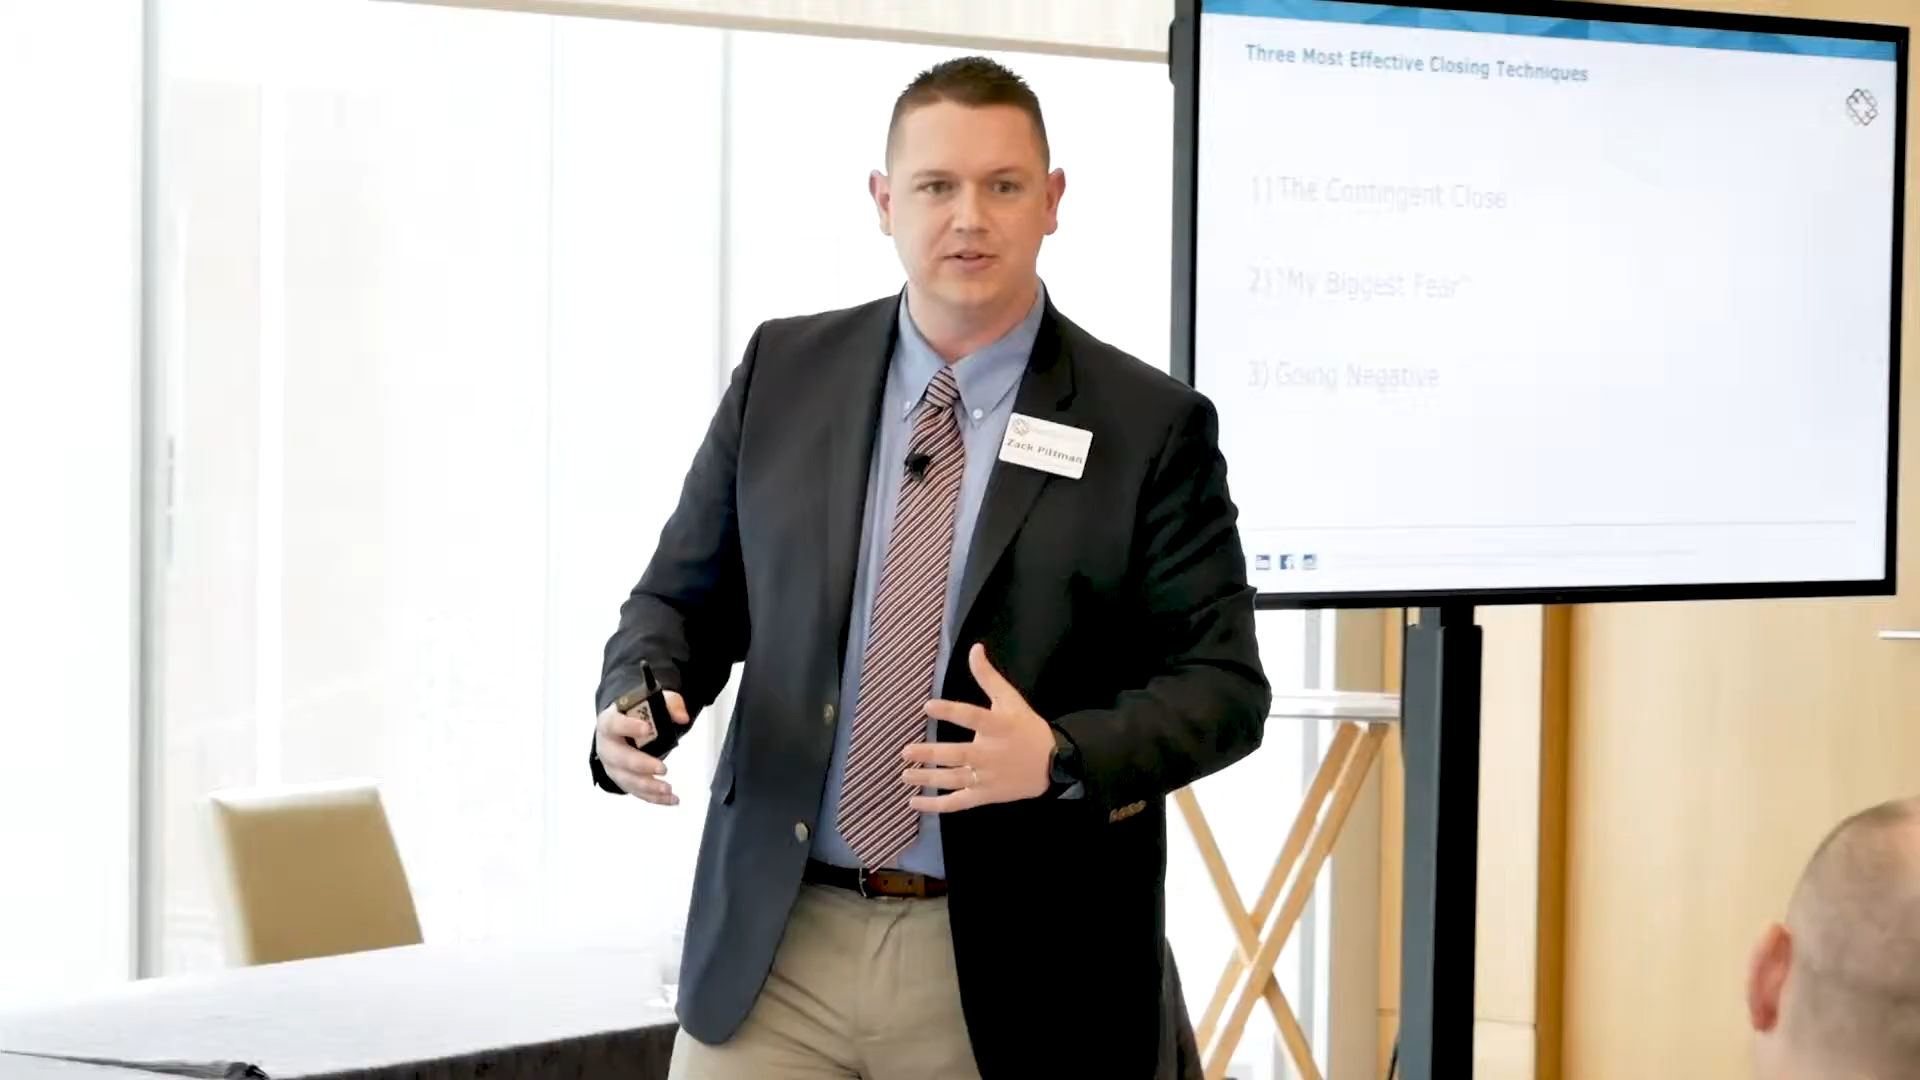 Three Most Effective Closing Techniques
1) The Contingent Close
2) "My Biggest Fear"
3) Going Negative
Zack Pittman